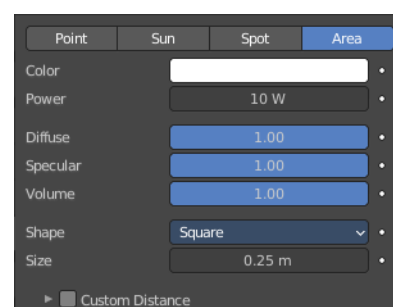 Point Sun Spot Area
Color
Power 10 W
Diffuse 1.00
Specular 1.00
Volume 1.00
Shape Square
Size 0.25 m
Custom Distance